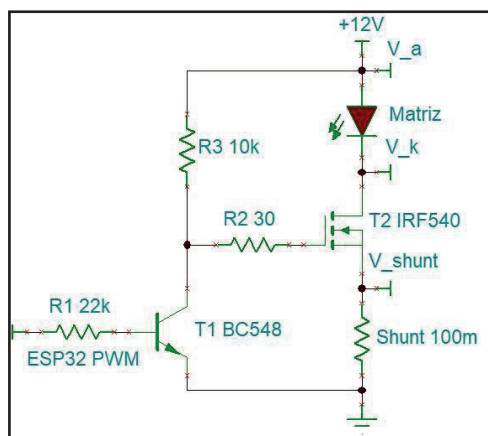 +12V
V_a
Matriz
R3 10k
V_k
R2 30
T2 IRF540
V_shunt
R1 22k
T1 BC548
Shunt 100m
ESP32 PWM